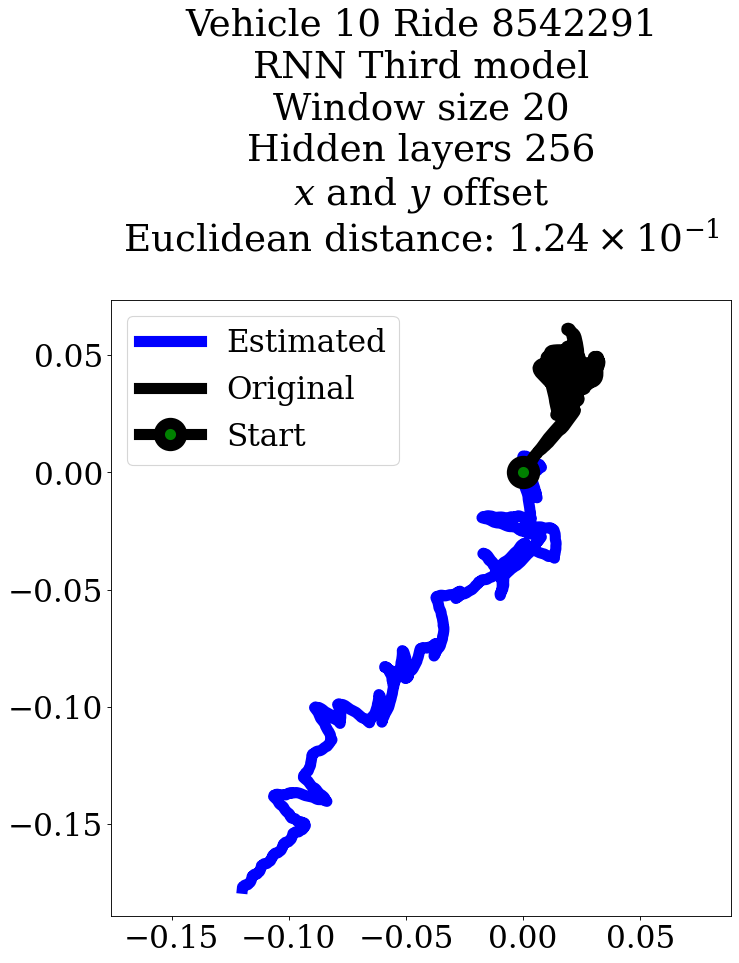 Vehicle 10 Ride 8542291
RNN Third model
Window size 20
Hidden layers 256
x and y offset
Euclidean distance: 1.24 × 10⁻¹
Estimated
Original
Start
0.05
0.00
−0.05
−0.10
−0.15
−0.15 −0.10 −0.05 0.00 0.05